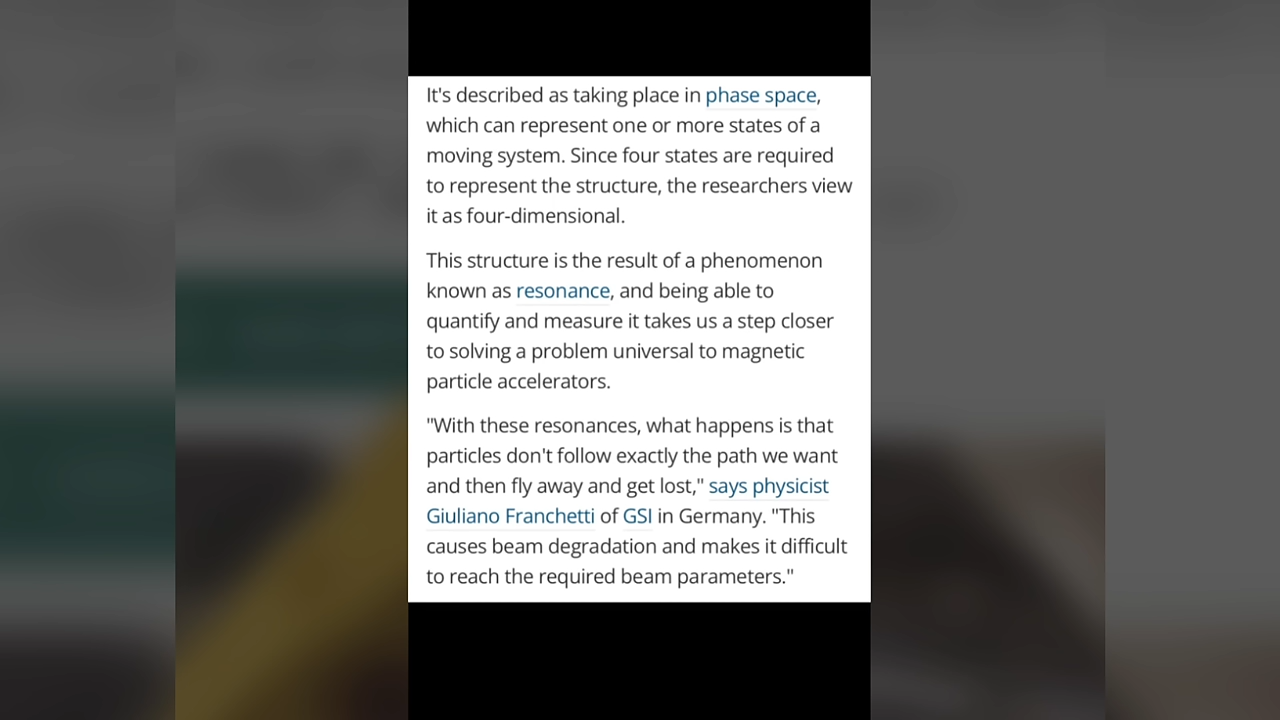 It's described as taking place in phase space,
which can represent one or more states of a
moving system. Since four states are required
to represent the structure, the researchers view
it as four-dimensional.
This structure is the result of a phenomenon
known as resonance, and being able to
quantify and measure it takes us a step closer
to solving a problem universal to magnetic
particle accelerators.
"With these resonances, what happens is that
particles don't follow exactly the path we want
and then fly away and get lost," says physicist
Giuliano Franchetti of GSI in Germany. "This
causes beam degradation and makes it difficult
to reach the required beam parameters."